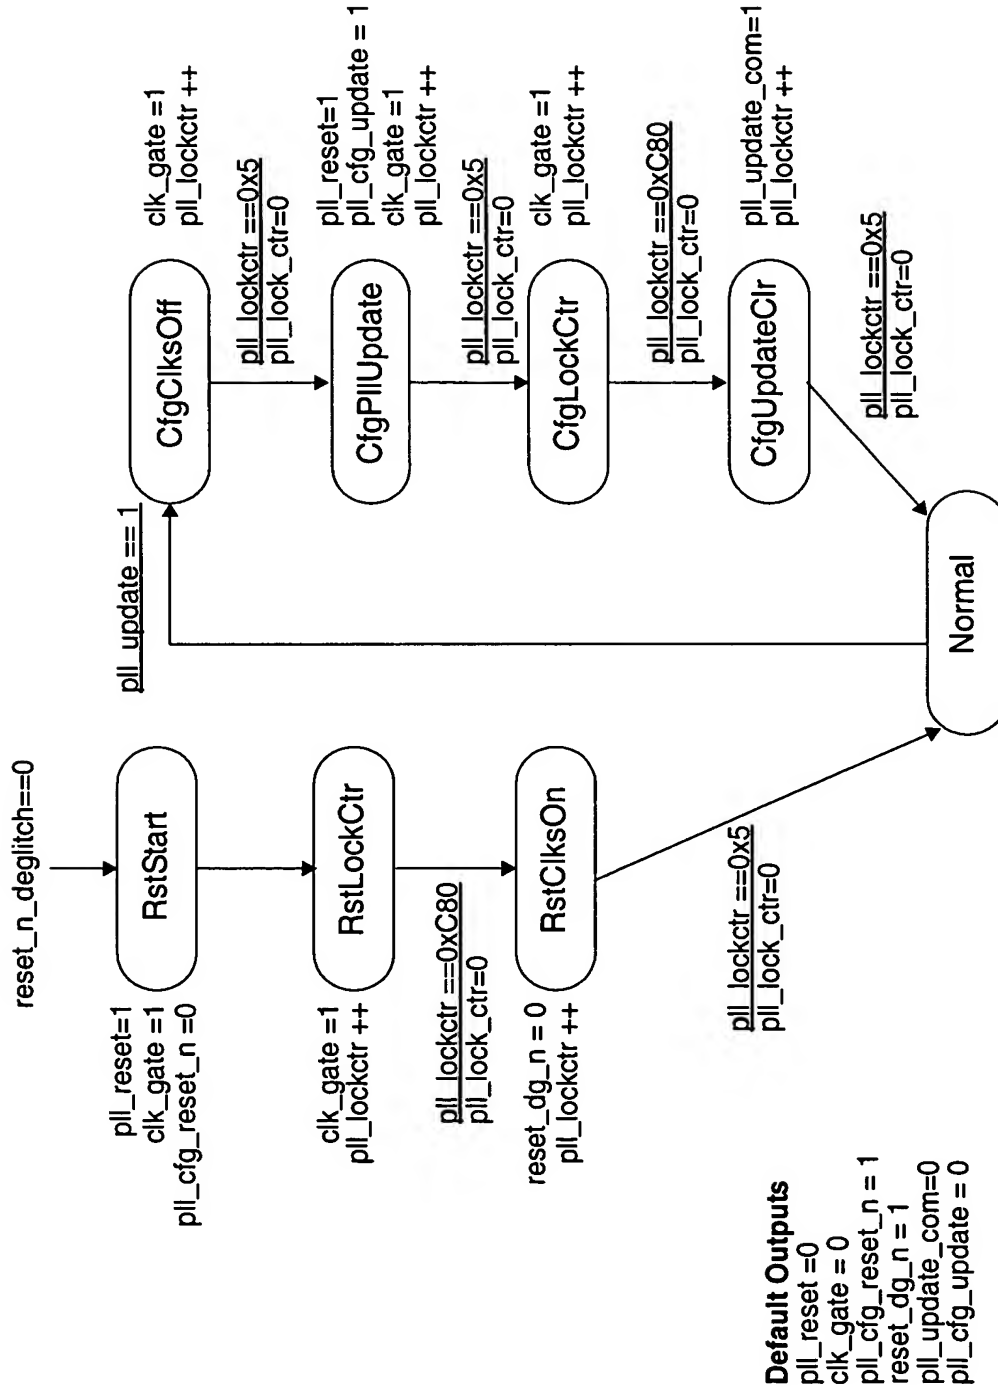 reset_n_deglitch==0
pll_reset=1
clk_gate =1
pll_cfg_reset_n =0
RstStart
clk_gate =1
pll_lockctr ++
RstLockCtr
pll_lockctr ==0xC80
pll_lock_ctr=0
reset_dg_n = 0
pll_lockctr ++
RstClksOn
pll_lockctr ==0x5
pll_lock_ctr=0
pll_update == 1
CfgClksOff
clk_gate =1
pll_lockctr ++
pll_lockctr ==0x5
pll_lock_ctr=0
CfgPllUpdate
pll_reset=1
pll_cfg_update = 1
clk_gate =1
pll_lockctr ++
pll_lockctr ==0x5
pll_lock_ctr=0
CfgLockCtr
clk_gate =1
pll_lockctr ++
pll_lockctr ==0xC80
pll_lock_ctr=0
CfgUpdateClr
pll_update_com=1
pll_lockctr ++
pll_lockctr ==0x5
pll_lock_ctr=0
Normal
Default Outputs
pll_reset =0
clk_gate = 0
pll_cfg_reset_n = 1
reset_dg_n = 1
pll_update_com=0
pll_cfg_update = 0